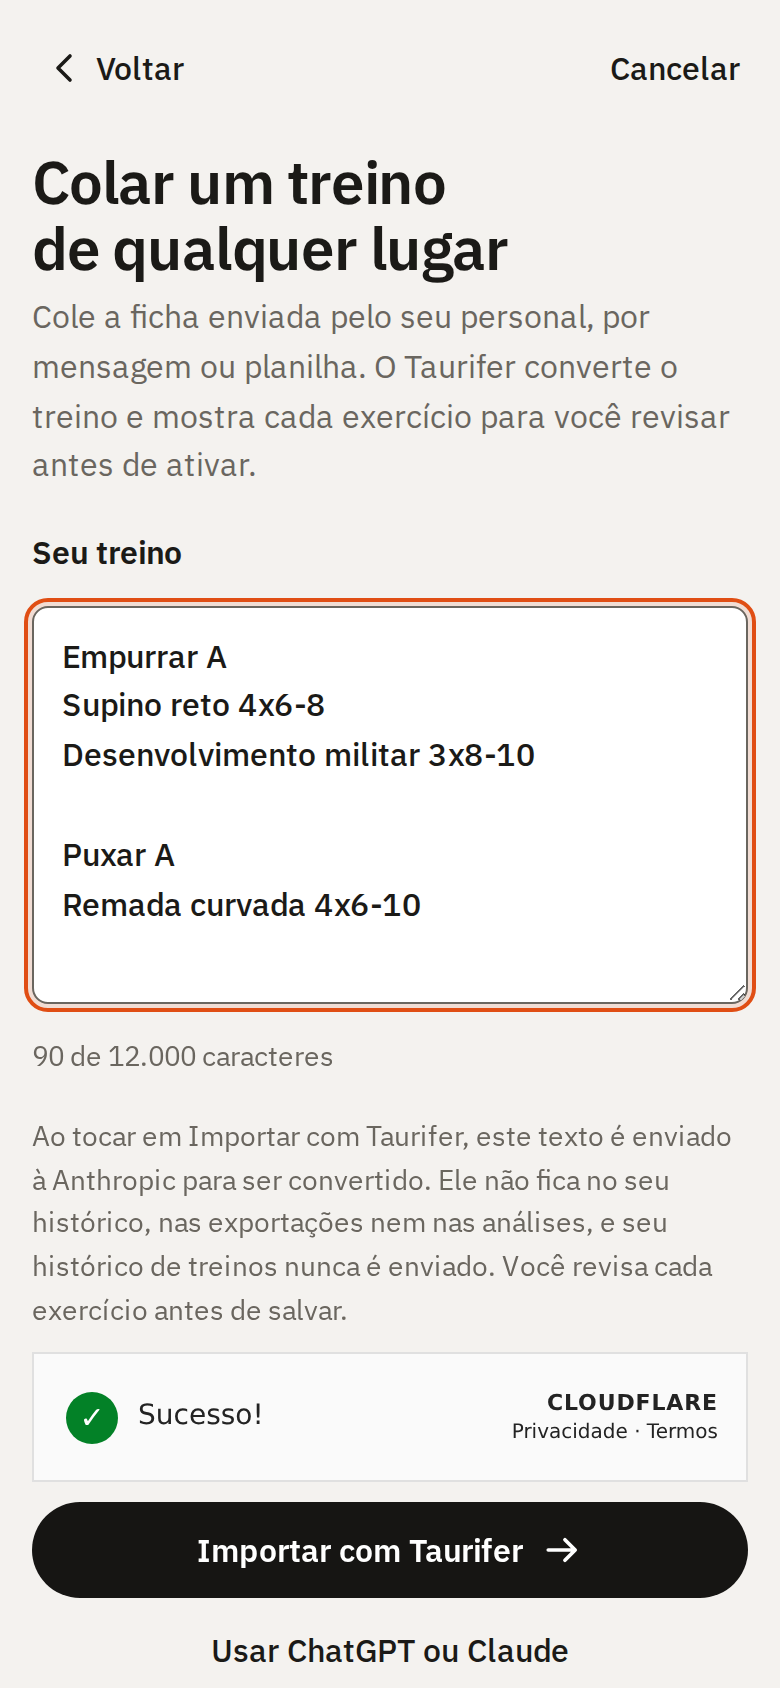 Voltar
Cancelar
Colar um treino
de qualquer lugar
Cole a ficha enviada pelo seu personal, por
mensagem ou planilha. O Taurifer converte o
treino e mostra cada exercício para você revisar
antes de ativar.
Seu treino
Empurrar A
Supino reto 4x6-8
Desenvolvimento militar 3x8-10
Puxar A
Remada curvada 4x6-10
90 de 12.000 caracteres
Ao tocar em Importar com Taurifer, este texto é enviado
à Anthropic para ser convertido. Ele não fica no seu
histórico, nas exportações nem nas análises, e seu
histórico de treinos nunca é enviado. Você revisa cada
exercício antes de salvar.
Sucesso!
CLOUDFLARE
Privacidade · Termos
Importar com Taurifer →
Usar ChatGPT ou Claude